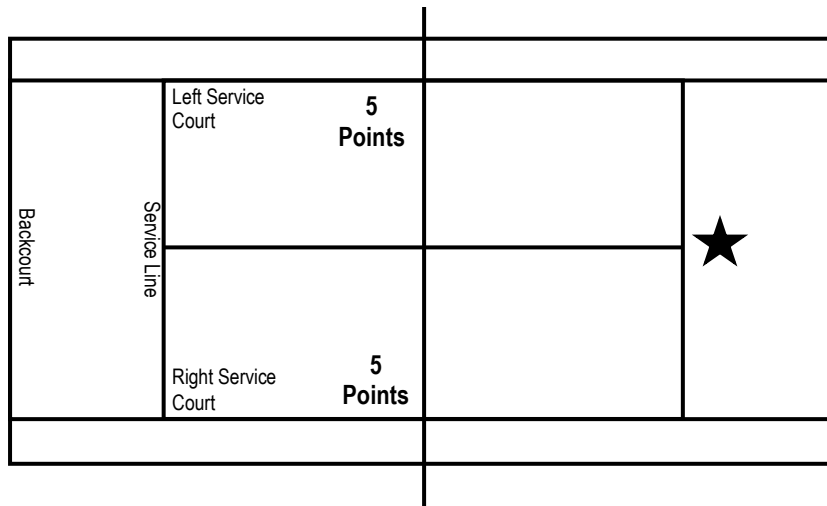 Left Service
Court
5
Points
Backcourt
Service Line
Right Service
Court
5
Points